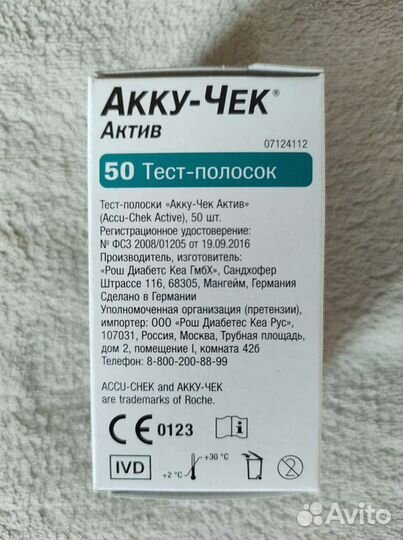 АККУ-ЧЕК®
АКТИВ
07124112
50 Тест-полосок
Тест-полоски «Акку-Чек Актив»
(Accu-Chek Active), 50 шт.
Регистрационное удостоверение:
№ ФСЗ 2008/01205 от 19.09.2016
Производитель, изготовитель:
«Рош Диабетс Кеа ГмбХ», Сандхофер
Штрассе 116, 68305, Мангейм, Германия
Сделано в Германии
Уполномоченная организация (претензии),
импортер: ООО «Рош Диабетес Кеа Рус»,
107031, Россия, Москва, Трубная площадь,
дом 2, помещение I, комната 42б
Телефон: 8-800-200-88-99
ACCU-CHEK and АККУ-ЧЕК
are trademarks of Roche.
CE 0123
IVD +2 °C +30 °C 2
Avito